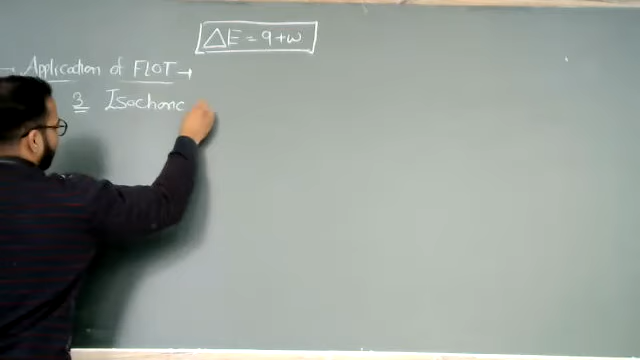 ΔE = q+w
→ Application of FLOT →
3 Isochoric